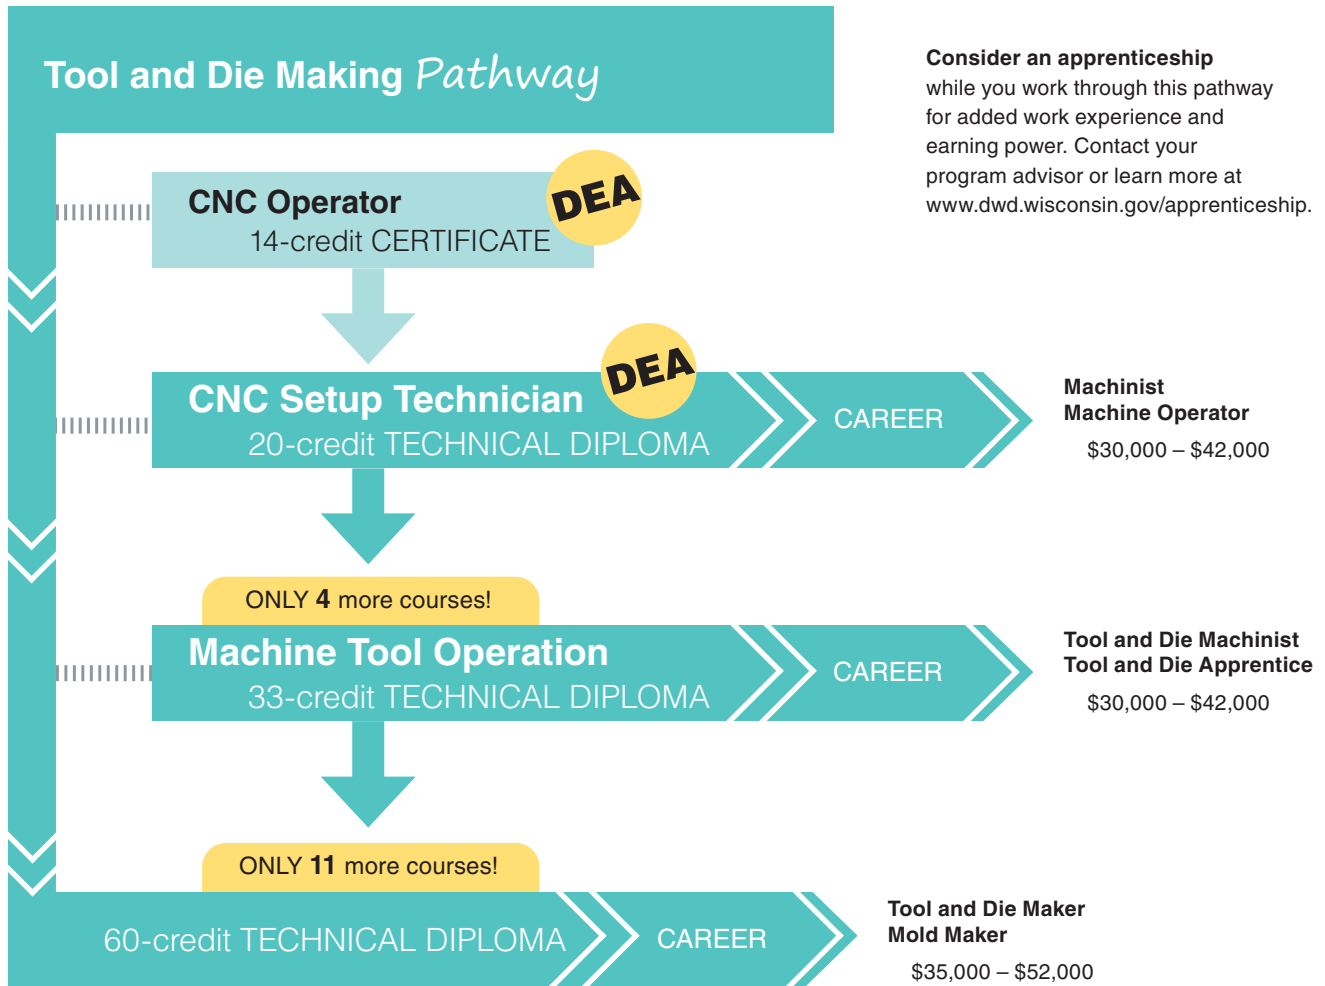 Tool and Die Making Pathway
Consider an apprenticeship
while you work through this pathway
for added work experience and
earning power. Contact your
program advisor or learn more at
www.dwd.wisconsin.gov/apprenticeship.
CNC Operator
14-credit CERTIFICATE
DEA
CNC Setup Technician
20-credit TECHNICAL DIPLOMA
DEA
CAREER
Machinist
Machine Operator
$30,000 – $42,000
ONLY 4 more courses!
Machine Tool Operation
33-credit TECHNICAL DIPLOMA
CAREER
Tool and Die Machinist
Tool and Die Apprentice
$30,000 – $42,000
ONLY 11 more courses!
60-credit TECHNICAL DIPLOMA
CAREER
Tool and Die Maker
Mold Maker
$35,000 – $52,000